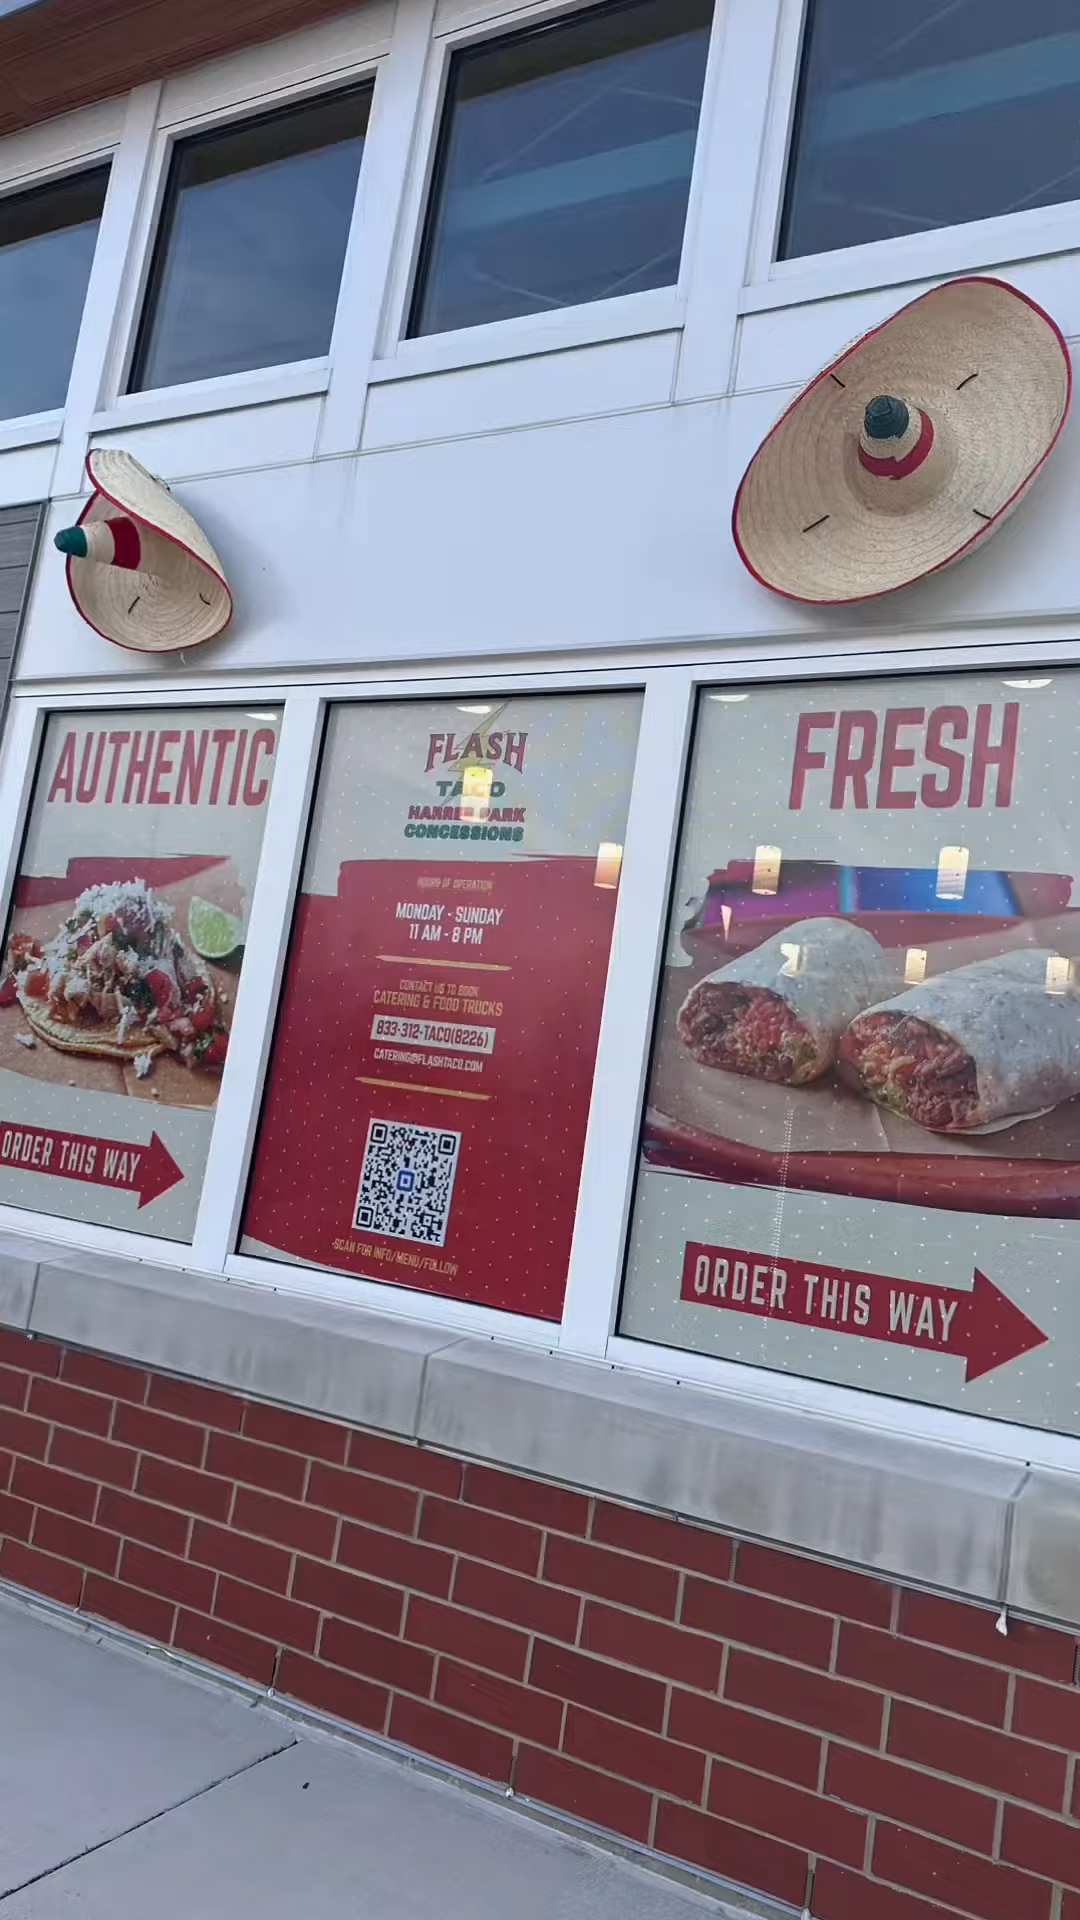 AUTHENTIC
ORDER THIS WAY
FLASH
TACO
HARRER PARK
CONCESSIONS
HOURS OF OPERATION
MONDAY - SUNDAY
11 AM - 8 PM
CONTACT US TO BOOK
CATERING & FOOD TRUCKS
833-312-TACO(8226)
CATERING@FLASHTACO.COM
SCAN FOR INFO/MENU/FOLLOW
FRESH
ORDER THIS WAY